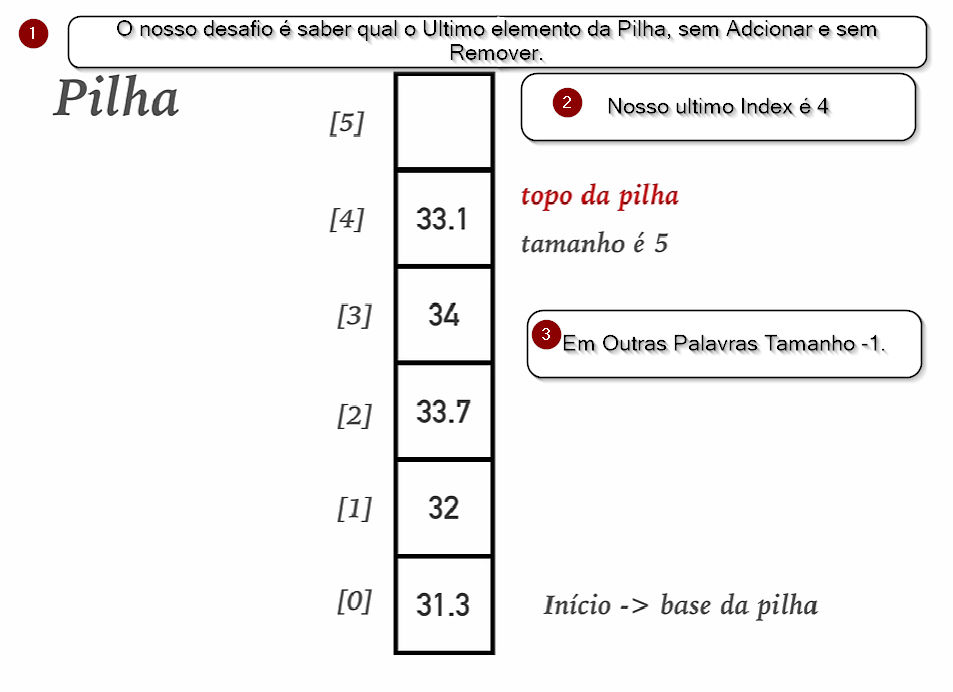 1
O nosso desafio é saber qual o Ultimo elemento da Pilha, sem Adcionar e sem
Remover.
Pilha
[5]
2
Nosso ultimo Index é 4
[4]
33.1
topo da pilha
tamanho é 5
[3]
34
3
Em Outras Palavras Tamanho -1.
[2]
33.7
[1]
32
[0]
31.3
Início -> base da pilha